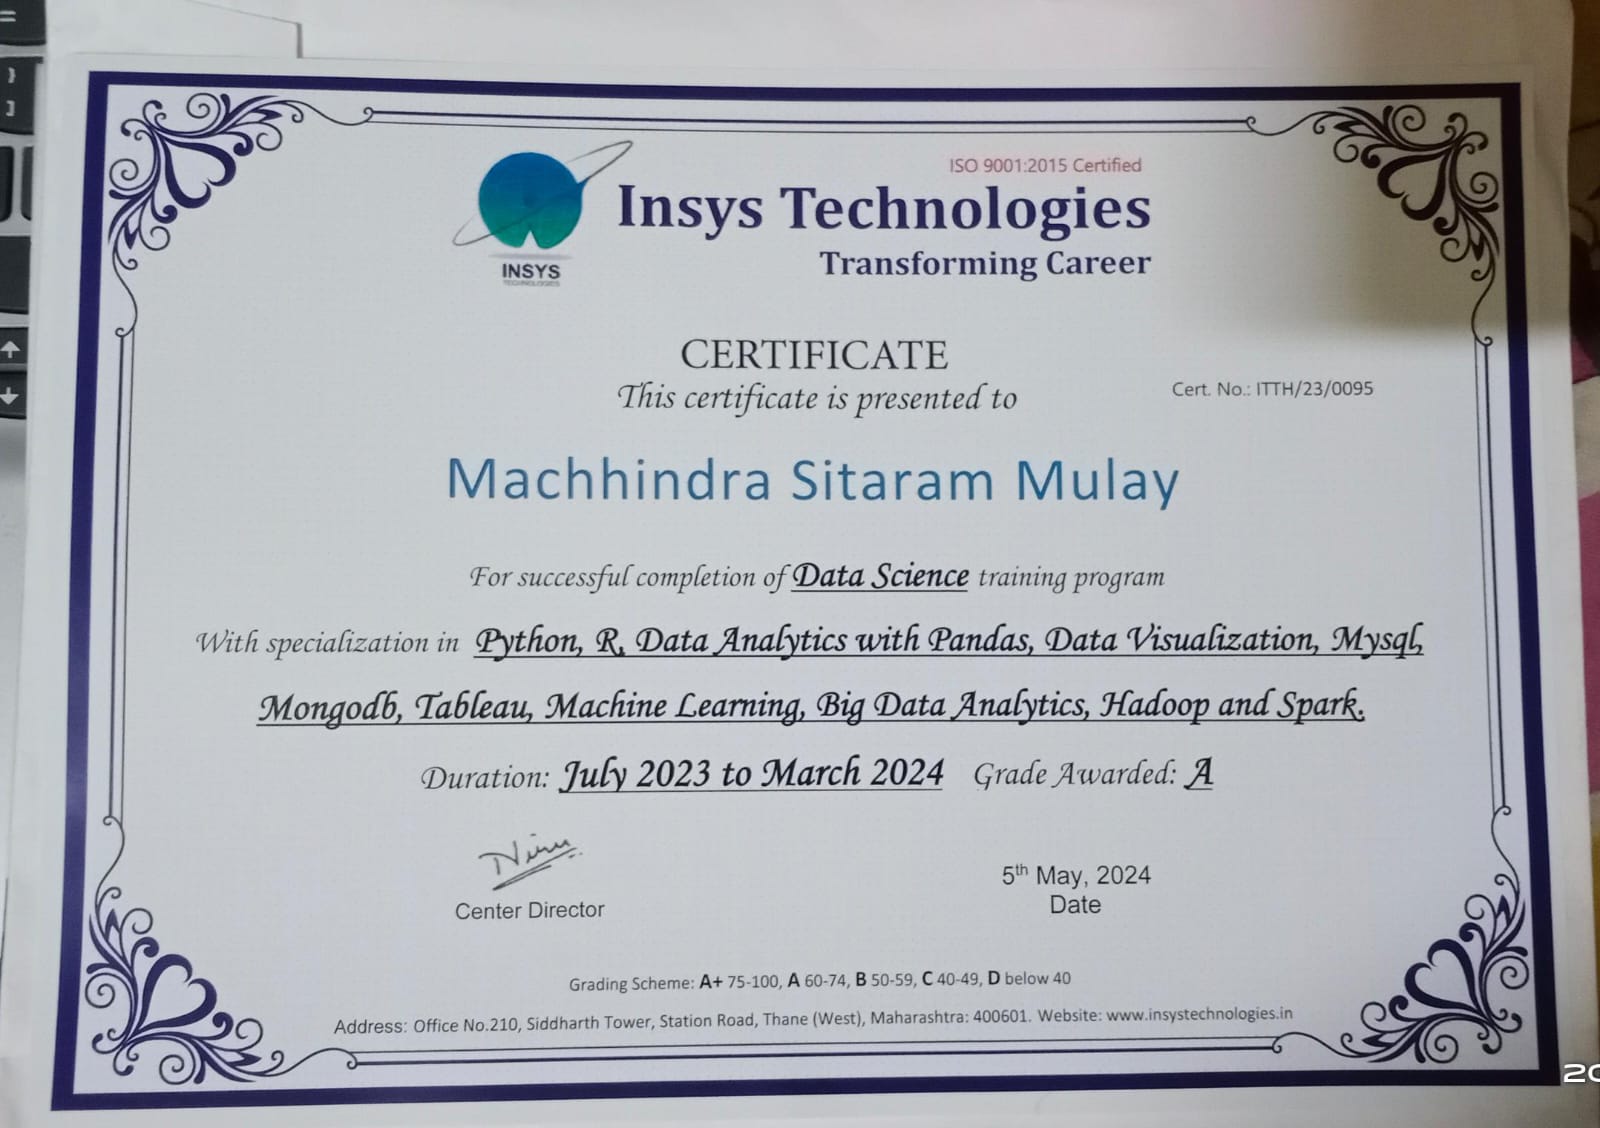 ISO 9001:2015 Certified
Insys Technologies
Transforming Career
INSYS
TECHNOLOGIES
CERTIFICATE
This certificate is presented to
Cert. No.: ITTH/23/0095
Machhindra Sitaram Mulay
For successful completion of Data Science training program
With specialization in Python, R, Data Analytics with Pandas, Data Visualization, Mysql,
Mongodb, Tableau, Machine Learning, Big Data Analytics, Hadoop and Spark.
Duration: July 2023 to March 2024 Grade Awarded: A
Center Director
5th May, 2024
Date
Grading Scheme: A+ 75-100, A 60-74, B 50-59, C 40-49, D below 40
Address: Office No.210, Siddharth Tower, Station Road, Thane (West), Maharashtra: 400601. Website: www.insystechnologies.in